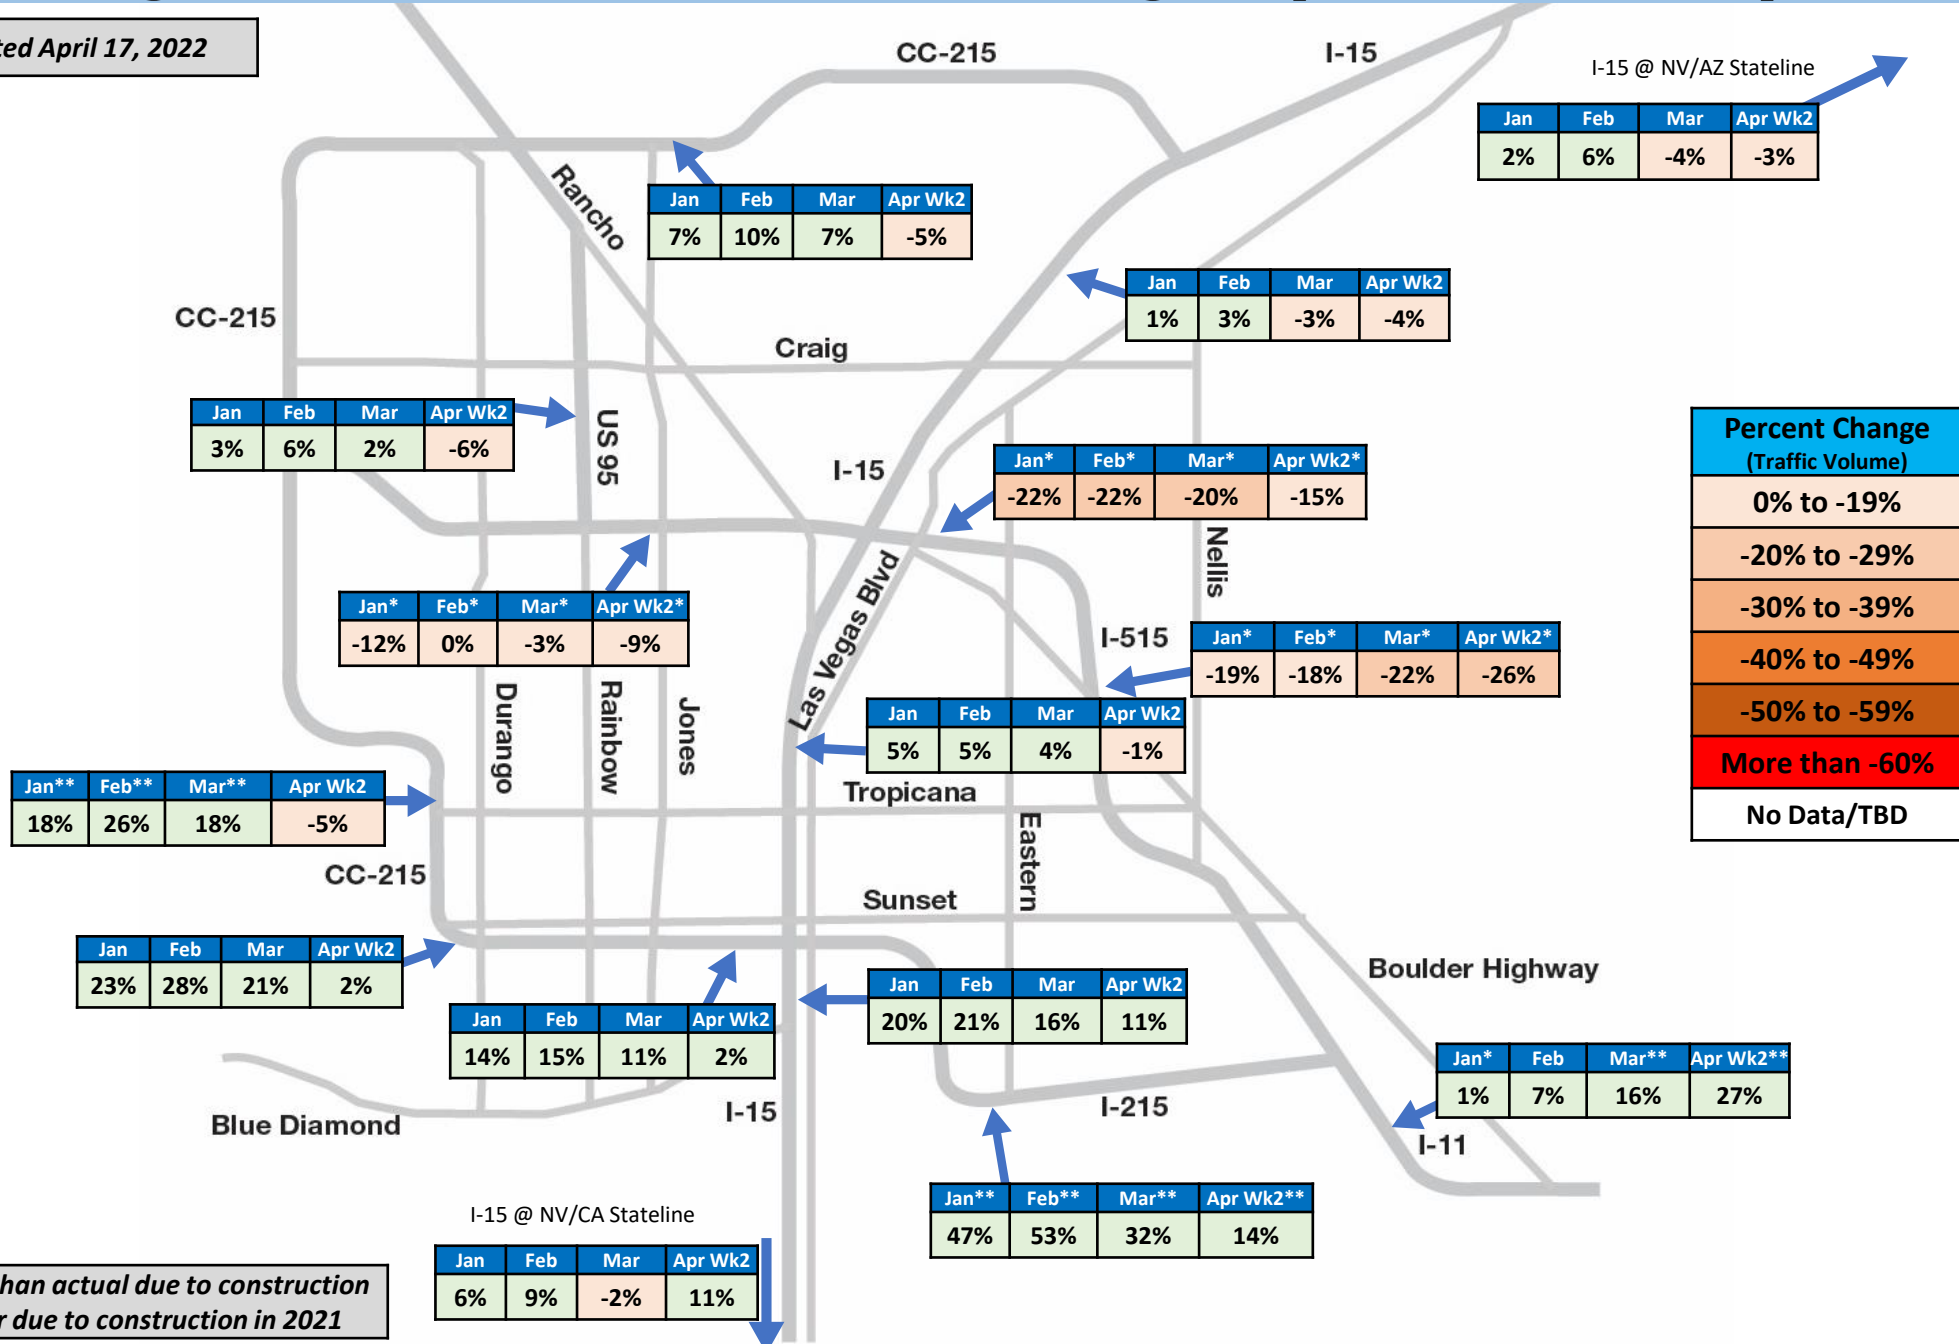 ted April 17, 2022
CC-215
I-15
I-15 @ NV/AZ Stateline
Jan Feb Mar Apr Wk2
2% 6% -4% -3%
Rancho
Jan Feb Mar Apr Wk2
7% 10% 7% -5%
Jan Feb Mar Apr Wk2
1% 3% -3% -4%
CC-215
Craig
Jan Feb Mar Apr Wk2
3% 6% 2% -6%
US 95
I-15
Jan* Feb* Mar* Apr Wk2*
-22% -22% -20% -15%
Percent Change
(Traffic Volume)
0% to -19%
-20% to -29%
-30% to -39%
-40% to -49%
-50% to -59%
More than -60%
No Data/TBD
Nellis
Las Vegas Blvd
Jan* Feb* Mar* Apr Wk2*
-12% 0% -3% -9%
I-515
Jan* Feb* Mar* Apr Wk2*
-19% -18% -22% -26%
Durango
Rainbow
Jones
Jan Feb Mar Apr Wk2
5% 5% 4% -1%
Jan** Feb** Mar** Apr Wk2
18% 26% 18% -5%
Tropicana
Eastern
CC-215
Sunset
Jan Feb Mar Apr Wk2
23% 28% 21% 2%
Boulder Highway
Jan Feb Mar Apr Wk2
14% 15% 11% 2%
Jan Feb Mar Apr Wk2
20% 21% 16% 11%
Jan* Feb Mar** Apr Wk2**
1% 7% 16% 27%
Blue Diamond
I-15
I-215
I-11
Jan** Feb** Mar** Apr Wk2**
47% 53% 32% 14%
I-15 @ NV/CA Stateline
Jan Feb Mar Apr Wk2
6% 9% -2% 11%
han actual due to construction
r due to construction in 2021